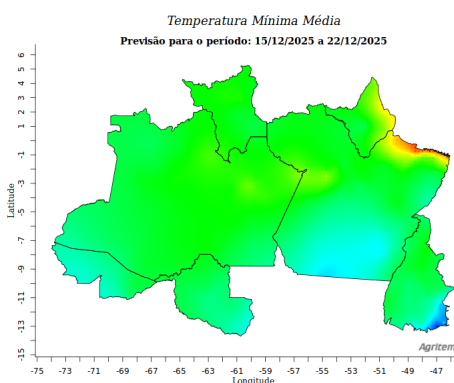 Temperatura Mínima Média
Previsão para o período: 15/12/2025 a 22/12/2025
6
5
4
3
2
1
-1
-3
-5
-7
-9
-11
-13
-15
Latitude
-75 -73 -71 -69 -67 -65 -63 -61 -59 -57 -55 -53 -51 -49 -47
Longitude
Agritem